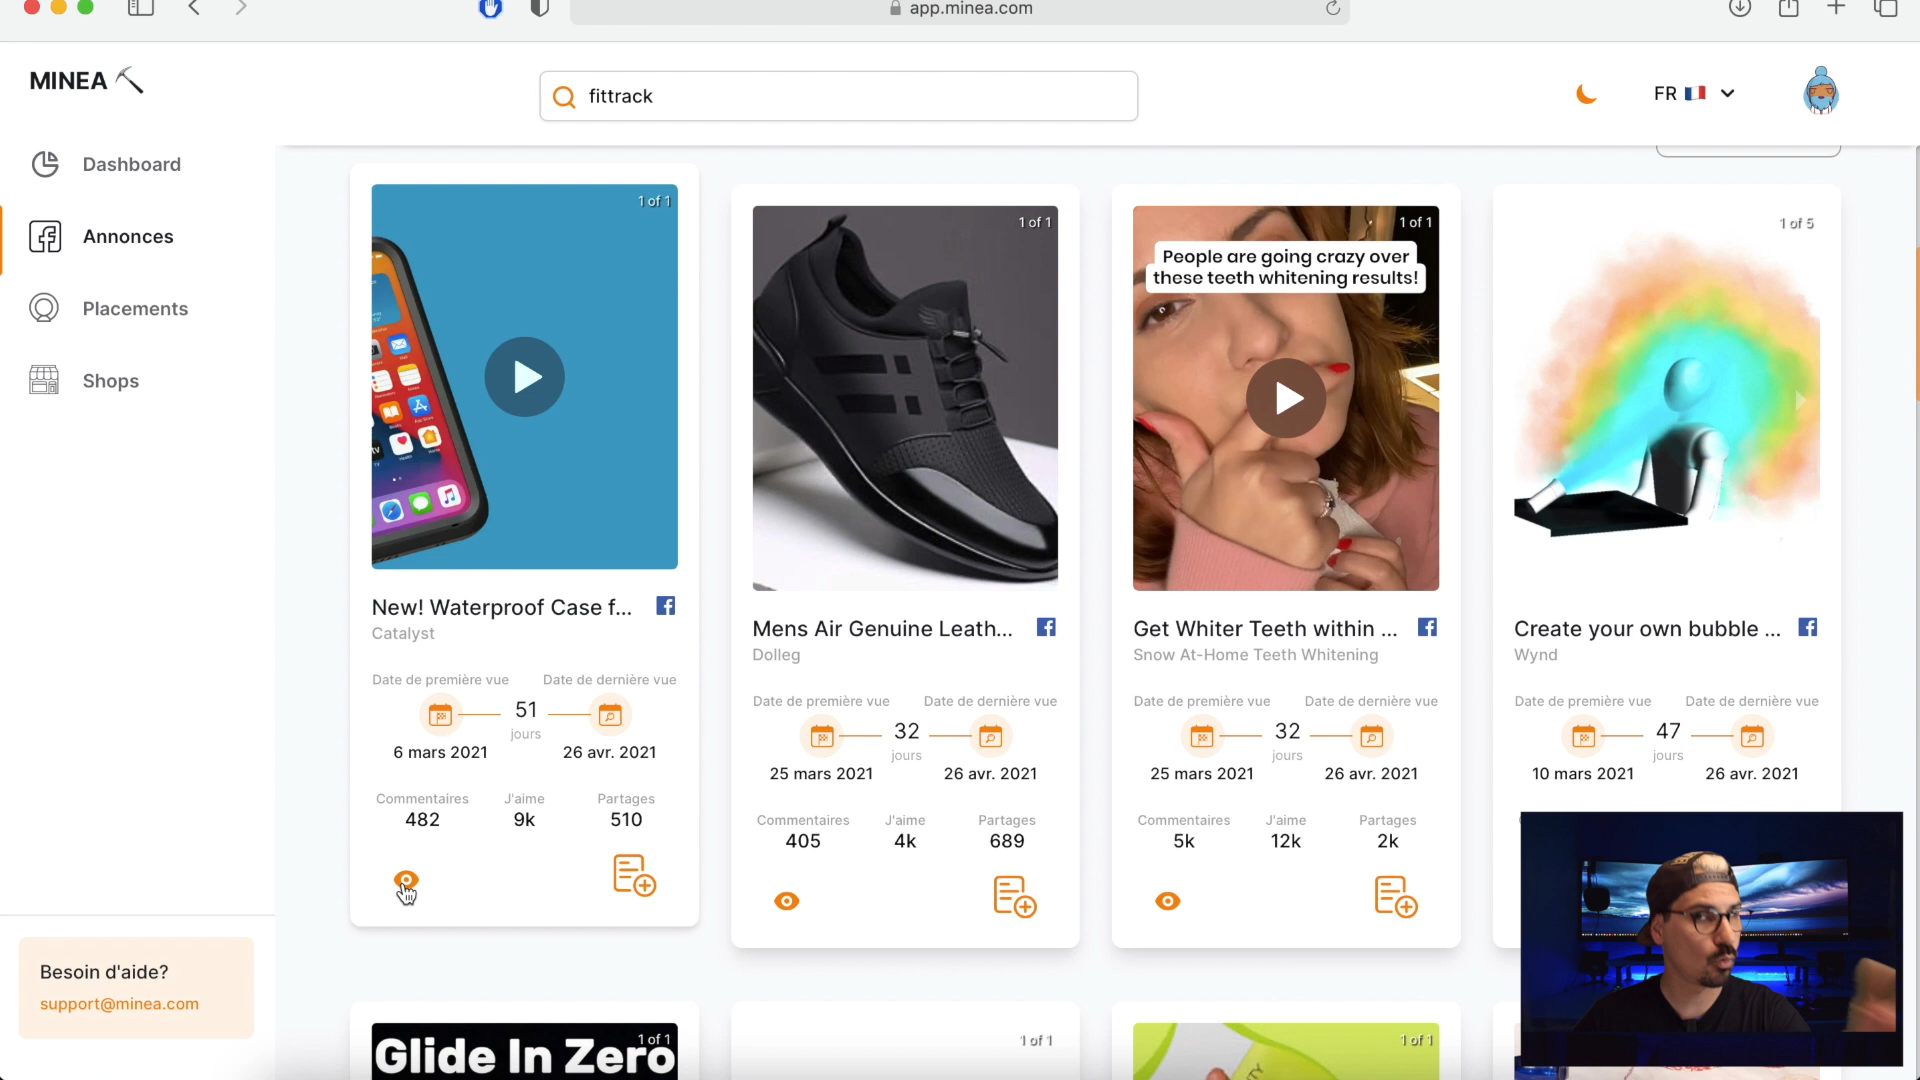 app.minea.com
MINEA
fittrack
FR
Dashboard
Annonces
Placements
Shops
Besoin d'aide?
support@minea.com
1 of 1
New! Waterproof Case f...
Catalyst
Date de première vue
Date de dernière vue
51
jours
6 mars 2021
26 avr. 2021
Commentaires
J'aime
Partages
482
9k
510
1 of 1
Mens Air Genuine Leath...
Dolleg
Date de première vue
Date de dernière vue
32
jours
25 mars 2021
26 avr. 2021
Commentaires
J'aime
Partages
405
4k
689
1 of 1
People are going crazy over
these teeth whitening results!
Get Whiter Teeth within ...
Snow At-Home Teeth Whitening
Date de première vue
Date de dernière vue
32
jours
25 mars 2021
26 avr. 2021
Commentaires
J'aime
Partages
5k
12k
2k
1 of 5
Create your own bubble ...
Wynd
Date de première vue
Date de dernière vue
47
jours
10 mars 2021
26 avr. 2021
1 of 1
Glide In Zero
1 of 1
1 of 1